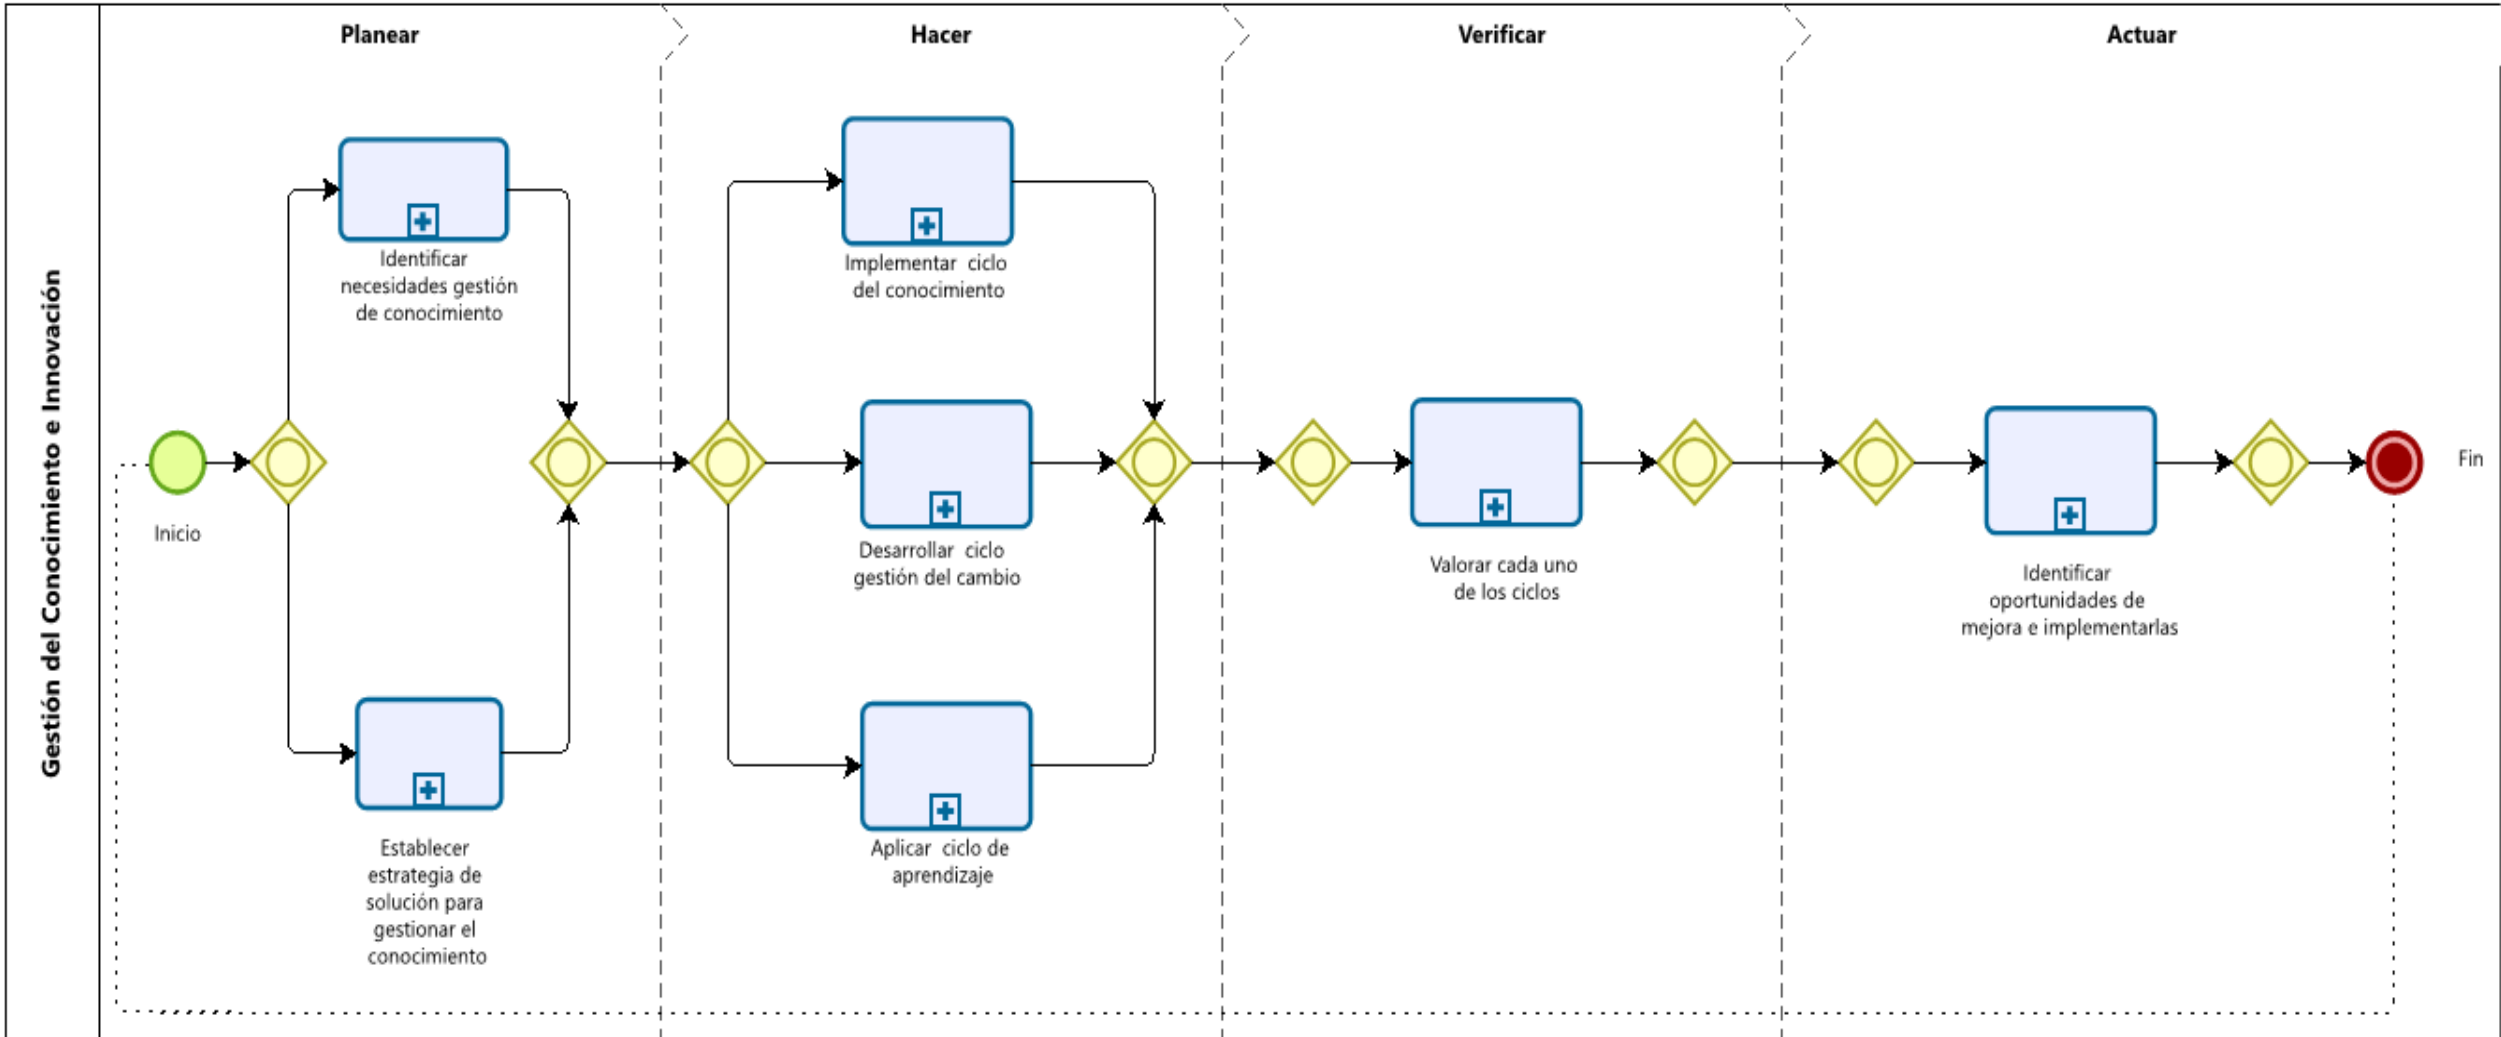 Planear
Hacer
Verificar
Actuar
Gestión del Conocimiento e Innovación
Inicio
Identificar
necesidades gestión
de conocimiento
Establecer
estrategia de
solución para
gestionar el
conocimiento
Implementar ciclo
del conocimiento
Desarrollar ciclo
gestión del cambio
Aplicar ciclo de
aprendizaje
Valorar cada uno
de los ciclos
Identificar
oportunidades de
mejora e implementarlas
Fin